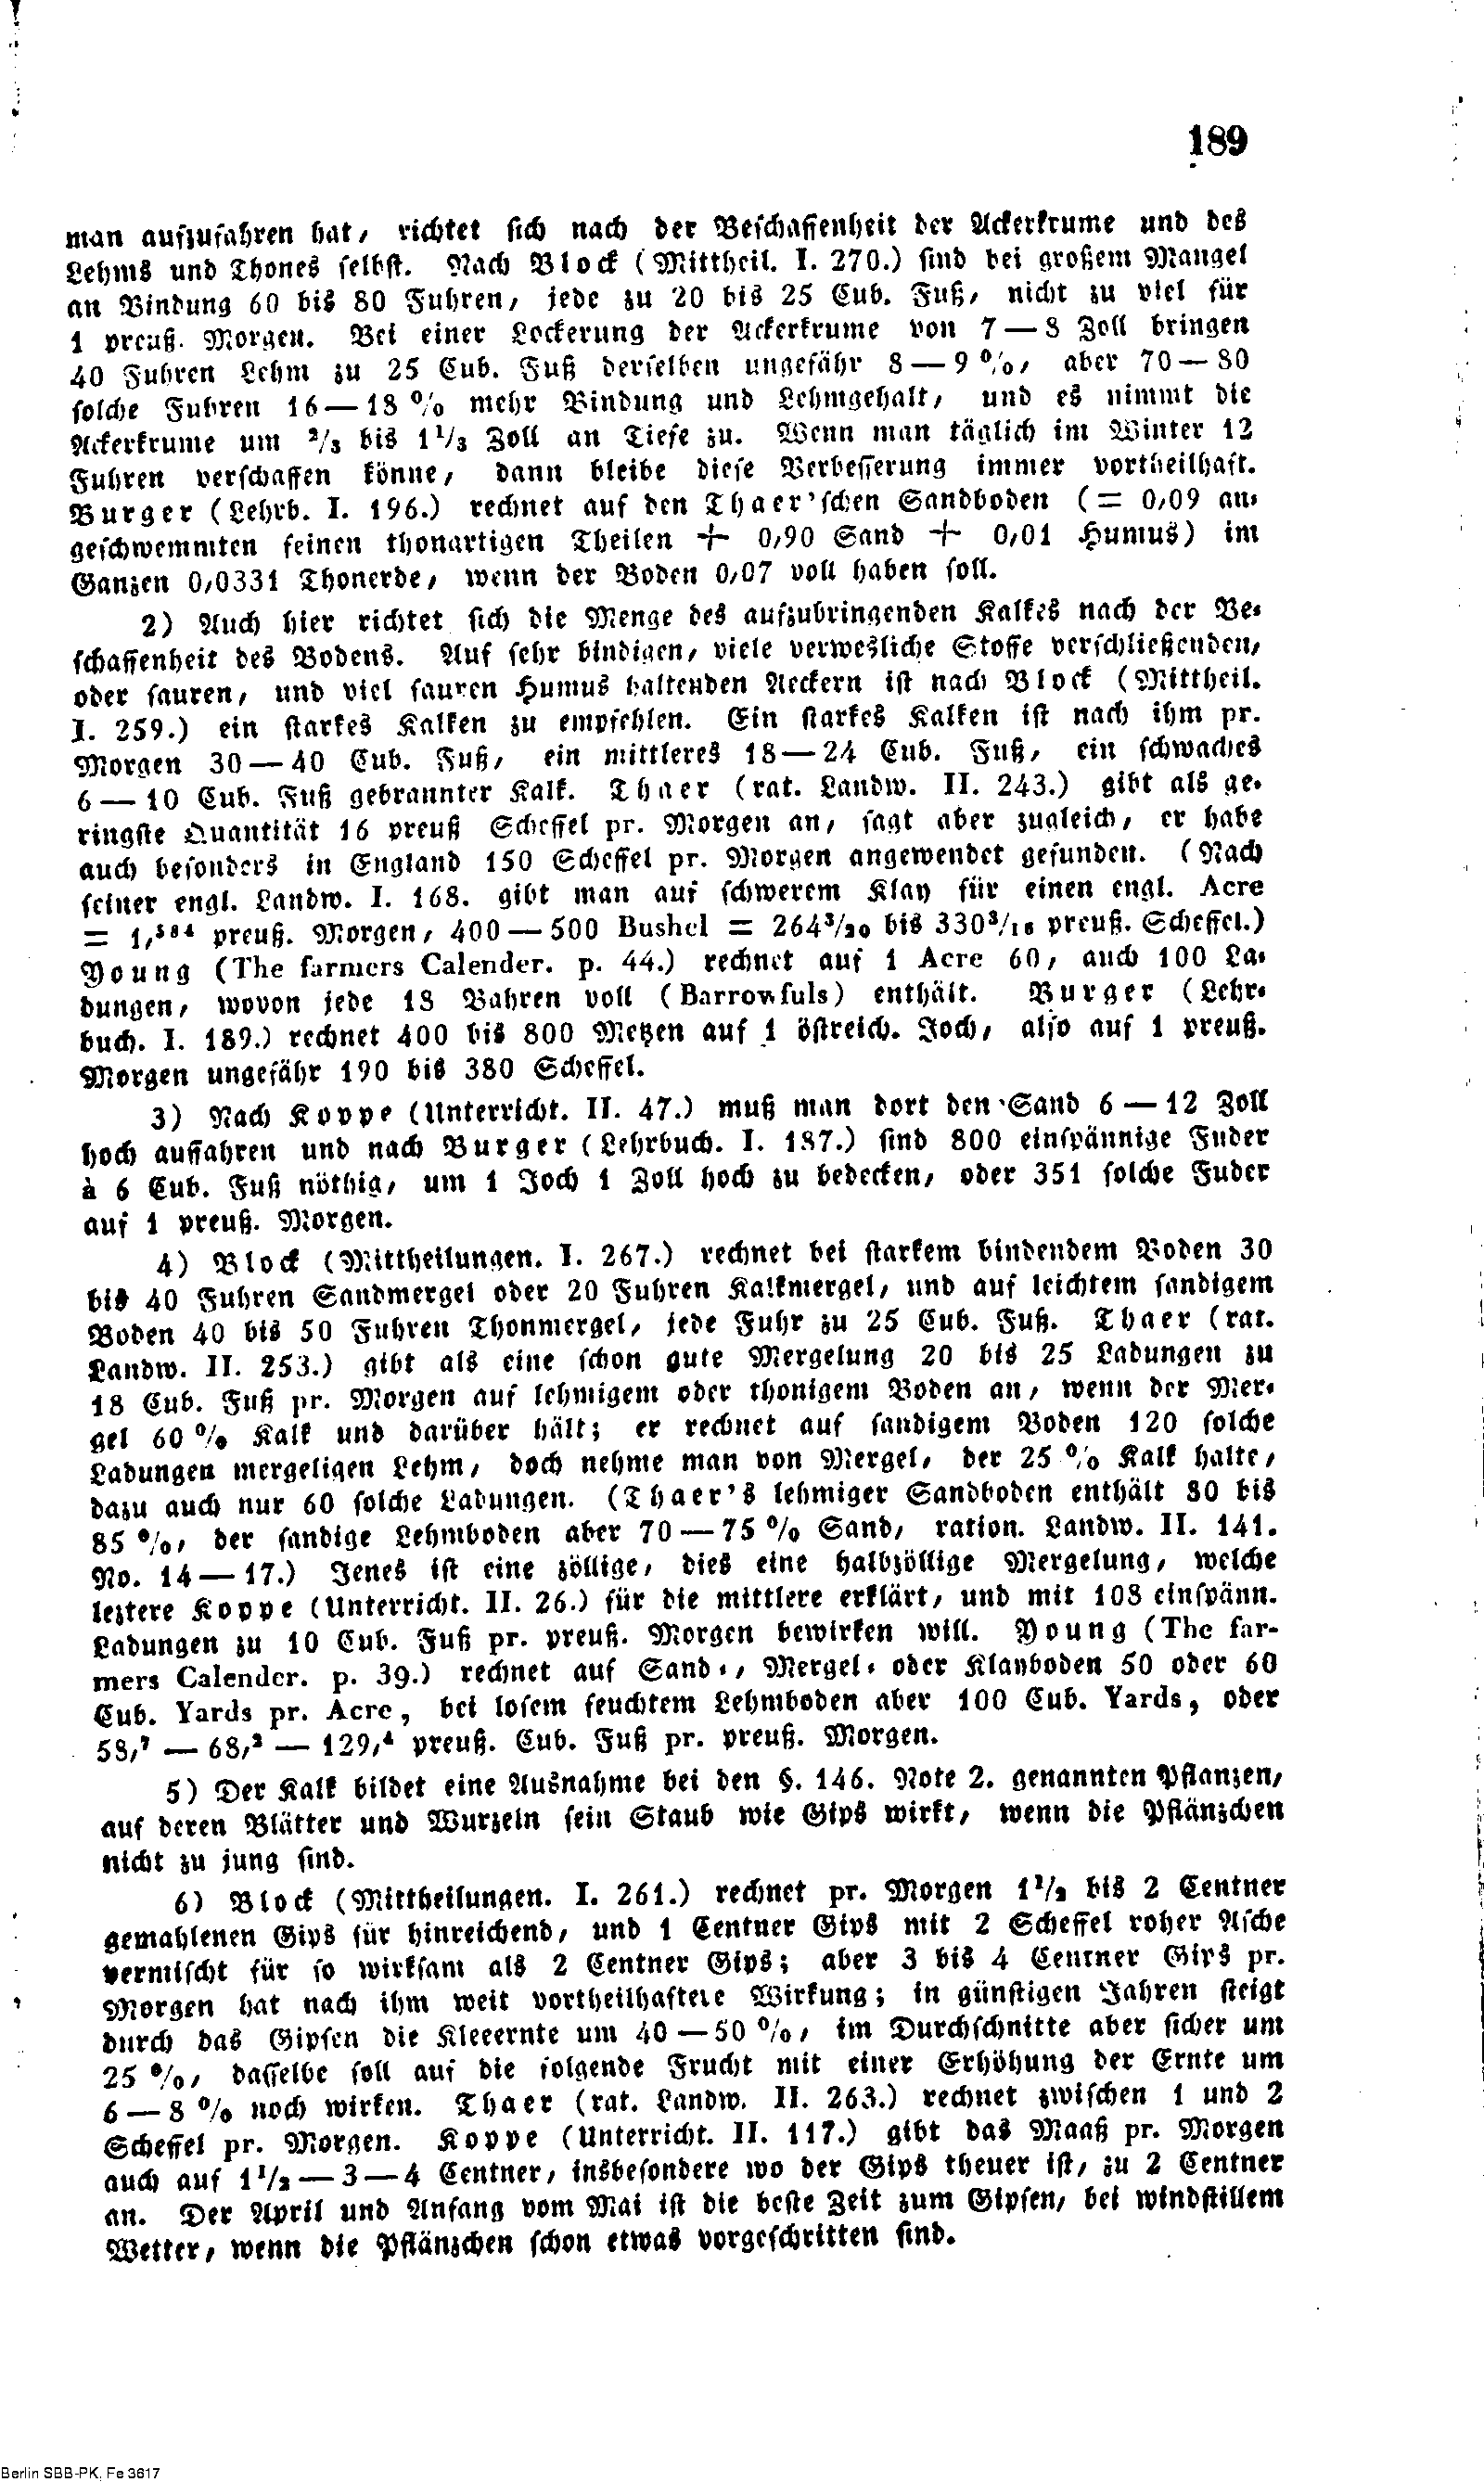 189
man aufzufahren hat, richtet sich nach der Beschaffenheit der Ackerkrume und des
Lehms und Thones selbst. Nach Block (Mittheil. I. 270.) sind bei großem Mangel
an Bindung 60 bis 80 Fuhren, jede zu 20 bis 25 Cub. Fuß, nicht zu viel für
1 preuß. Morgen. Bei einer Lockerung der Ackerkrume von 7—8 Zoll bringen
40 Fuhren Lehm zu 25 Cub. Fuß derselben ungefähr 8—9%, aber 70—80
solche Fuhren 16—18% mehr Bindung und Lehmgehalt, und es nimmt die
Ackerkrume um ²/₃ bis 1¹/₃ Zoll an Tiefe zu. Wenn man täglich im Winter 12
Fuhren verschaffen könne, dann bleibe diese Verbesserung immer vortheilhaft.
Burger (Lehrb. I. 196.) rechnet auf den Thaer'schen Sandboden (= 0,09 an-
geschwemmten feinen thonartigen Theilen + 0,90 Sand + 0,01 Humus) im
Ganzen 0,0331 Thonerde, wenn der Boden 0,07 voll haben soll.
2) Auch hier richtet sich die Menge des aufzubringenden Kalkes nach der Be-
schaffenheit des Bodens. Auf sehr bindigen, viele verwesliche Stoffe verschließenden,
oder sauren, und viel sauren Humus haltenden Aeckern ist nach Block (Mittheil.
I. 259.) ein starkes Kalken zu empfehlen. Ein starkes Kalken ist nach ihm pr.
Morgen 30—40 Cub. Fuß, ein mittleres 18—24 Cub. Fuß, ein schwaches
6—10 Cub. Fuß gebrannter Kalk. Thaer (rat. Landw. II. 243.) gibt als ge-
ringste Quantität 16 preuß Scheffel pr. Morgen an, sagt aber zugleich, er habe
auch besonders in England 150 Scheffel pr. Morgen angewendet gefunden. (Nach
seiner engl. Landw. I. 168. gibt man auf schwerem Klay für einen engl. Acre
= 1,⁵⁸⁴ preuß. Morgen, 400—500 Bushel = 264³/₂₀ bis 330³/₁₆ preuß. Scheffel.)
Young (The farmers Calender. p. 44.) rechnet auf 1 Acre 60, auch 100 La-
dungen, wovon jede 18 Bahren voll (Barrowfuls) enthält. Burger (Lehr-
buch. I. 189.) rechnet 400 bis 800 Metzen auf 1 östreich. Joch, also auf 1 preuß.
Morgen ungefähr 190 bis 380 Scheffel.
3) Nach Koppe (Unterricht. II. 47.) muß man dort den Sand 6—12 Zoll
hoch auffahren und nach Burger (Lehrbuch. I. 187.) sind 800 einspännige Fuder
à 6 Cub. Fuß nöthig, um 1 Joch 1 Zoll hoch zu bedecken, oder 351 solche Fuder
auf 1 preuß. Morgen.
4) Block (Mittheilungen. I. 267.) rechnet bei starkem bindendem Boden 30
bis 40 Fuhren Sandmergel oder 20 Fuhren Kalkmergel, und auf leichtem sandigem
Boden 40 bis 50 Fuhren Thonmergel, jede Fuhr zu 25 Cub. Fuß. Thaer (rat.
Landw. II. 253.) gibt als eine schon gute Mergelung 20 bis 25 Ladungen zu
18 Cub. Fuß pr. Morgen auf lehmigem oder thonigem Boden an, wenn der Mer-
gel 60% Kalk und darüber hält; er rechnet auf sandigem Boden 120 solche
Ladungen mergeligen Lehm, doch nehme man von Mergel, der 25% Kalk halte,
dazu auch nur 60 solche Ladungen. (Thaer's lehmiger Sandboden enthält 80 bis
85%, der sandige Lehmboden aber 70—75% Sand, ration. Landw. II. 141.
No. 14—17.) Jenes ist eine zöllige, dies eine halbzöllige Mergelung, welche
leztere Koppe (Unterricht. II. 26.) für die mittlere erklärt, und mit 108 einspänn.
Ladungen zu 10 Cub. Fuß pr. preuß. Morgen bewirken will. Young (The far-
mers Calender. p. 39.) rechnet auf Sand-, Mergel- oder Klayboden 50 oder 60
Cub. Yards pr. Acre, bei losem feuchtem Lehmboden aber 100 Cub. Yards, oder
58,⁷ — 68,² — 129,⁴ preuß. Cub. Fuß pr. preuß. Morgen.
5) Der Kalk bildet eine Ausnahme bei den §. 146. Note 2. genannten Pflanzen,
auf deren Blätter und Wurzeln sein Staub wie Gips wirkt, wenn die Pflänzchen
nicht zu jung sind.
6) Block (Mittheilungen. I. 261.) rechnet pr. Morgen 1¹/₂ bis 2 Centner
gemahlenen Gips für hinreichend, und 1 Centner Gips mit 2 Scheffel roher Asche
vermischt für so wirksam als 2 Centner Gips; aber 3 bis 4 Centner Gips pr.
Morgen hat nach ihm weit vortheilhaftere Wirkung; in günstigen Jahren steigt
durch das Gipsen die Kleeernte um 40—50%, im Durchschnitte aber sicher um
25%, dasselbe soll auf die folgende Frucht mit einer Erhöhung der Ernte um
6—8% noch wirken. Thaer (rat. Landw. II. 263.) rechnet zwischen 1 und 2
Scheffel pr. Morgen. Koppe (Unterricht. II. 117.) gibt das Maaß pr. Morgen
auch auf 1¹/₂—3—4 Centner, insbesondere wo der Gips theuer ist, zu 2 Centner
an. Der April und Anfang vom Mai ist die beste Zeit zum Gipsen, bei windstillem
Wetter, wenn die Pflänzchen schon etwas vorgeschritten sind.
Berlin SBB-PK, Fe 3617